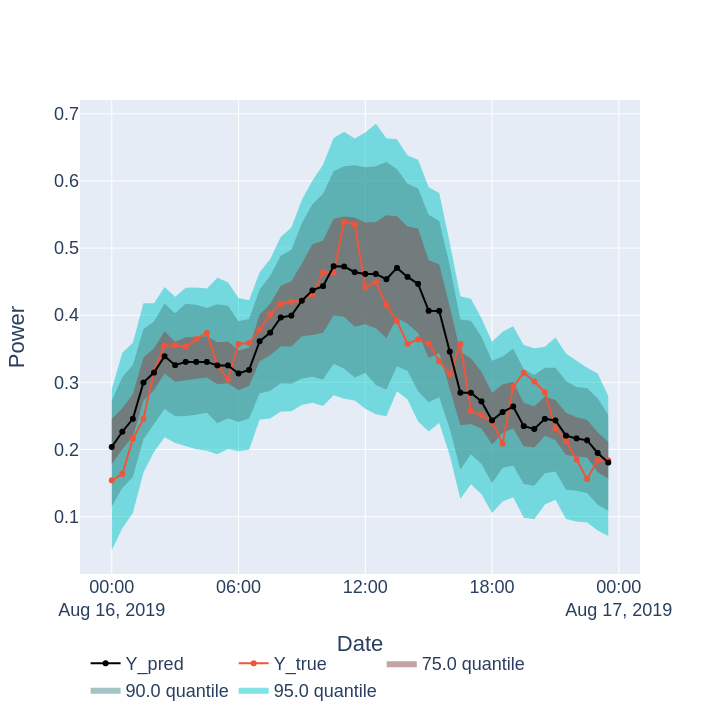 0.7
0.6
0.5
0.4
0.3
0.2
0.1
Power
00:00 06:00 12:00 18:00 00:00
Aug 16, 2019 Aug 17, 2019
Date
Y_pred Y_true 75.0 quantile
90.0 quantile 95.0 quantile